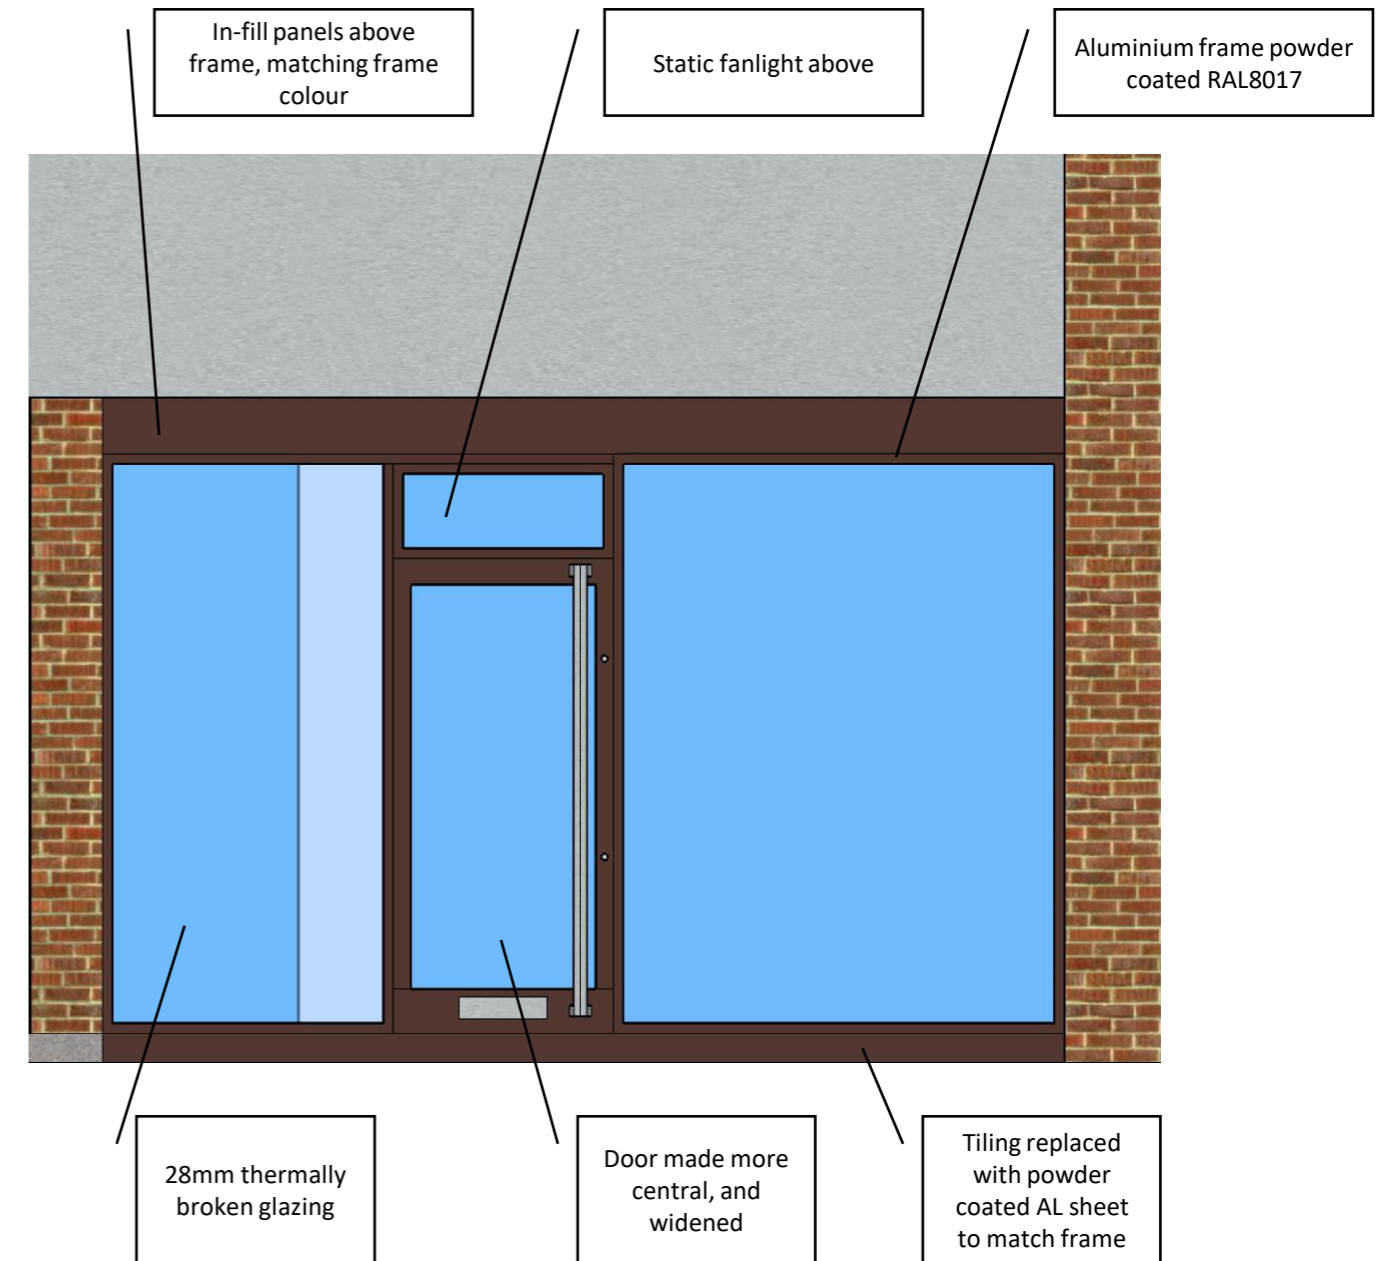 In-fill panels above
frame, matching frame
colour
Static fanlight above
Aluminium frame powder
coated RAL8017
28mm thermally
broken glazing
Door made more
central, and
widened
Tiling replaced
with powder
coated AL sheet
to match frame